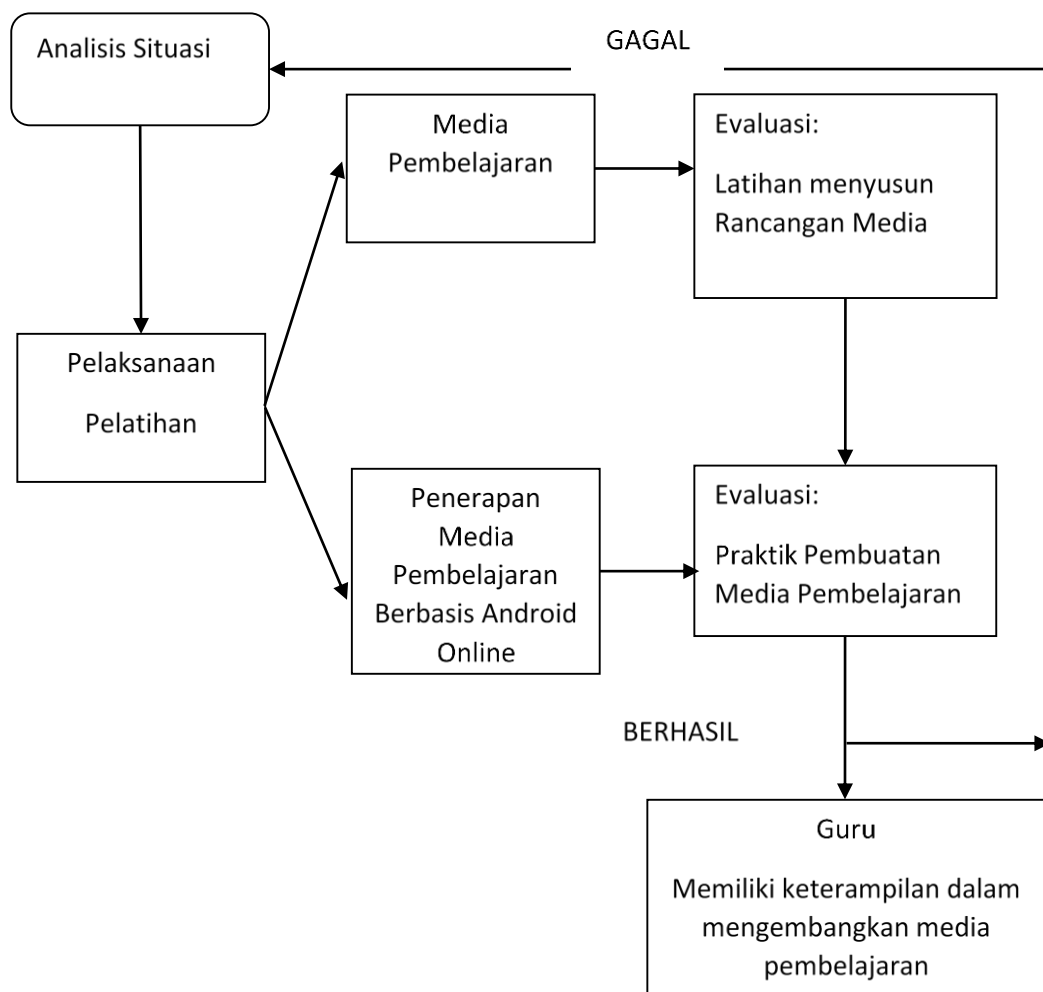 Analisis Situasi
GAGAL
Media
Pembelajaran
Evaluasi:
Latihan menyusun
Rancangan Media
Pelaksanaan
Pelatihan
Penerapan
Media
Pembelajaran
Berbasis Android
Online
Evaluasi:
Praktik Pembuatan
Media Pembelajaran
BERHASIL
Guru
Memiliki keterampilan dalam
mengembangkan media
pembelajaran